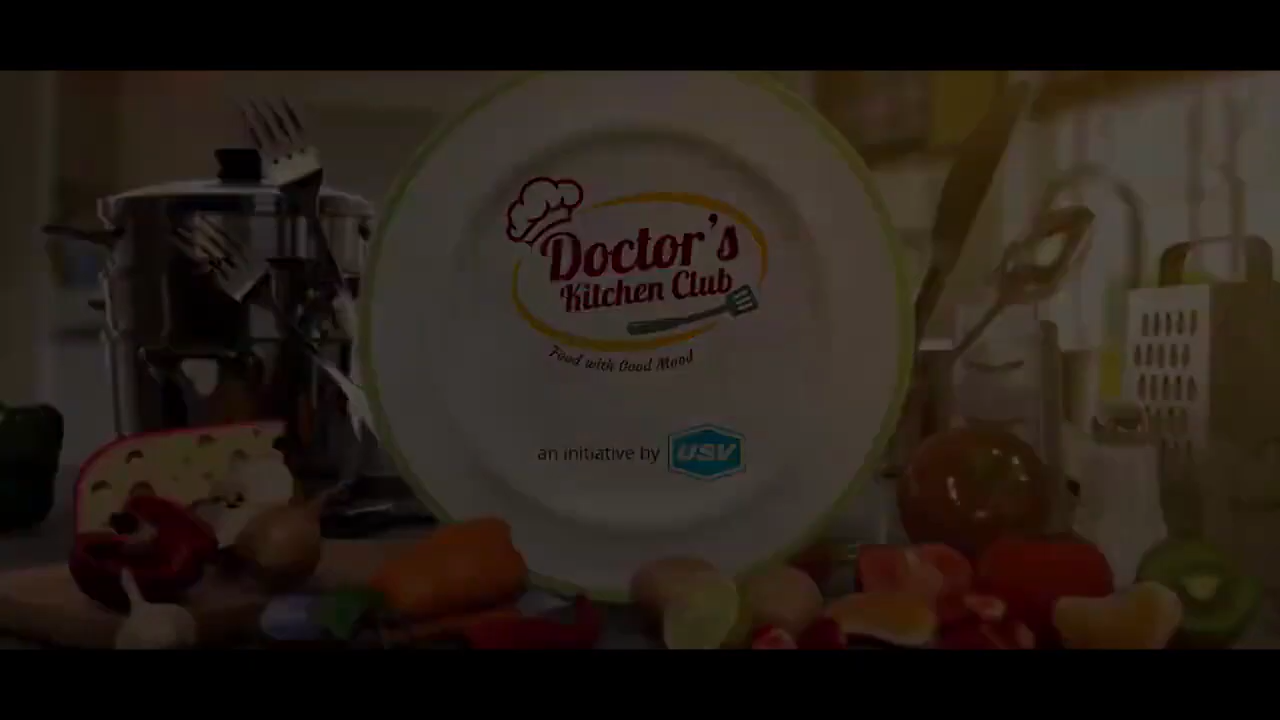 Doctor's
Kitchen Club
Food with Good Mood
an initiative by USV